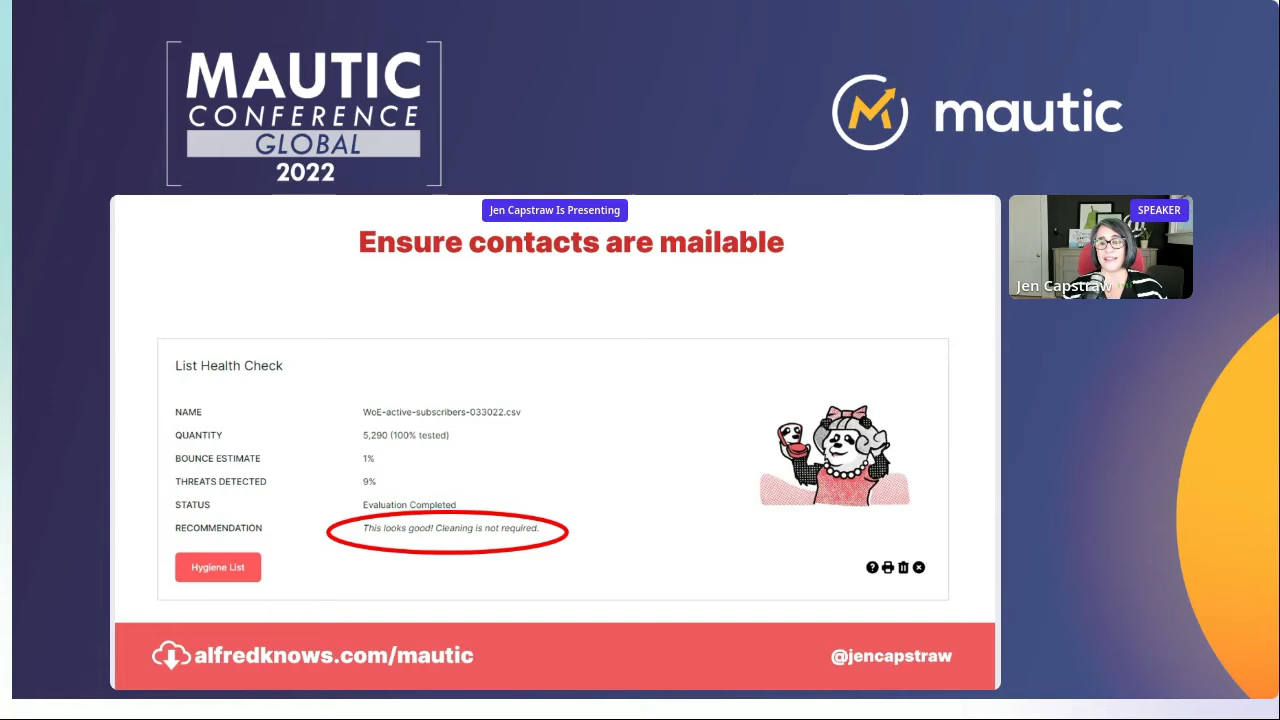 MAUTIC
CONFERENCE
GLOBAL
2022
mautic
Jen Capstraw Is Presenting
SPEAKER
Jen Capstraw
Ensure contacts are mailable
List Health Check
NAME WoE-active-subscribers-033022.csv
QUANTITY 5,290 (100% tested)
BOUNCE ESTIMATE 1%
THREATS DETECTED 9%
STATUS Evaluation Completed
RECOMMENDATION This looks good! Cleaning is not required.
Hygiene List
alfredknows.com/mautic @jencapstraw